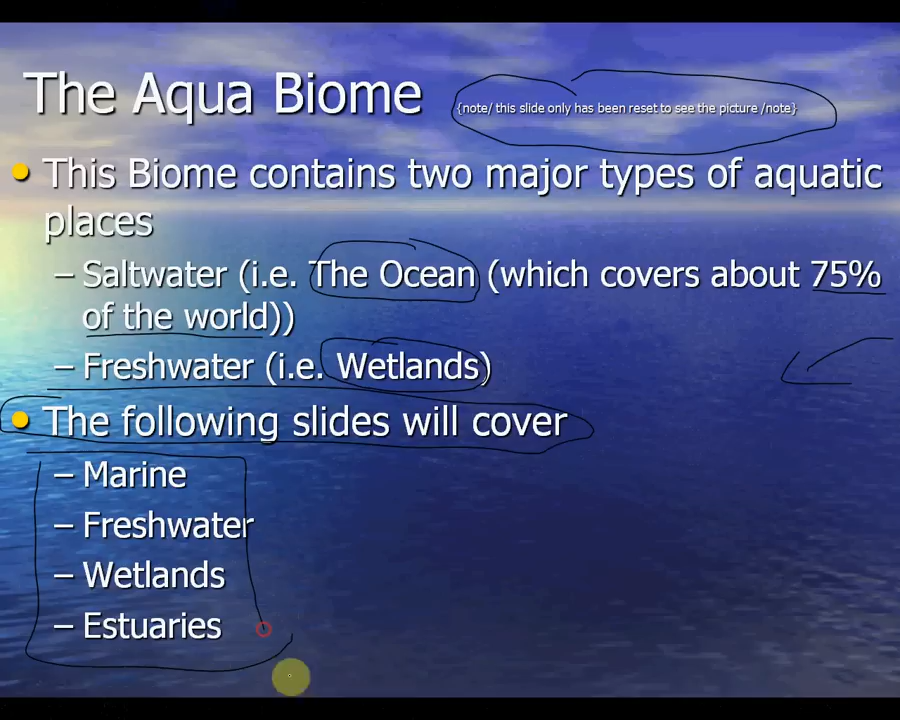 The Aqua Biome
{note/ this slide only has been reset to see the picture /note}
This Biome contains two major types of aquatic
places
– Saltwater (i.e. The Ocean (which covers about 75%
of the world))
– Freshwater (i.e. Wetlands)
The following slides will cover
– Marine
– Freshwater
– Wetlands
– Estuaries